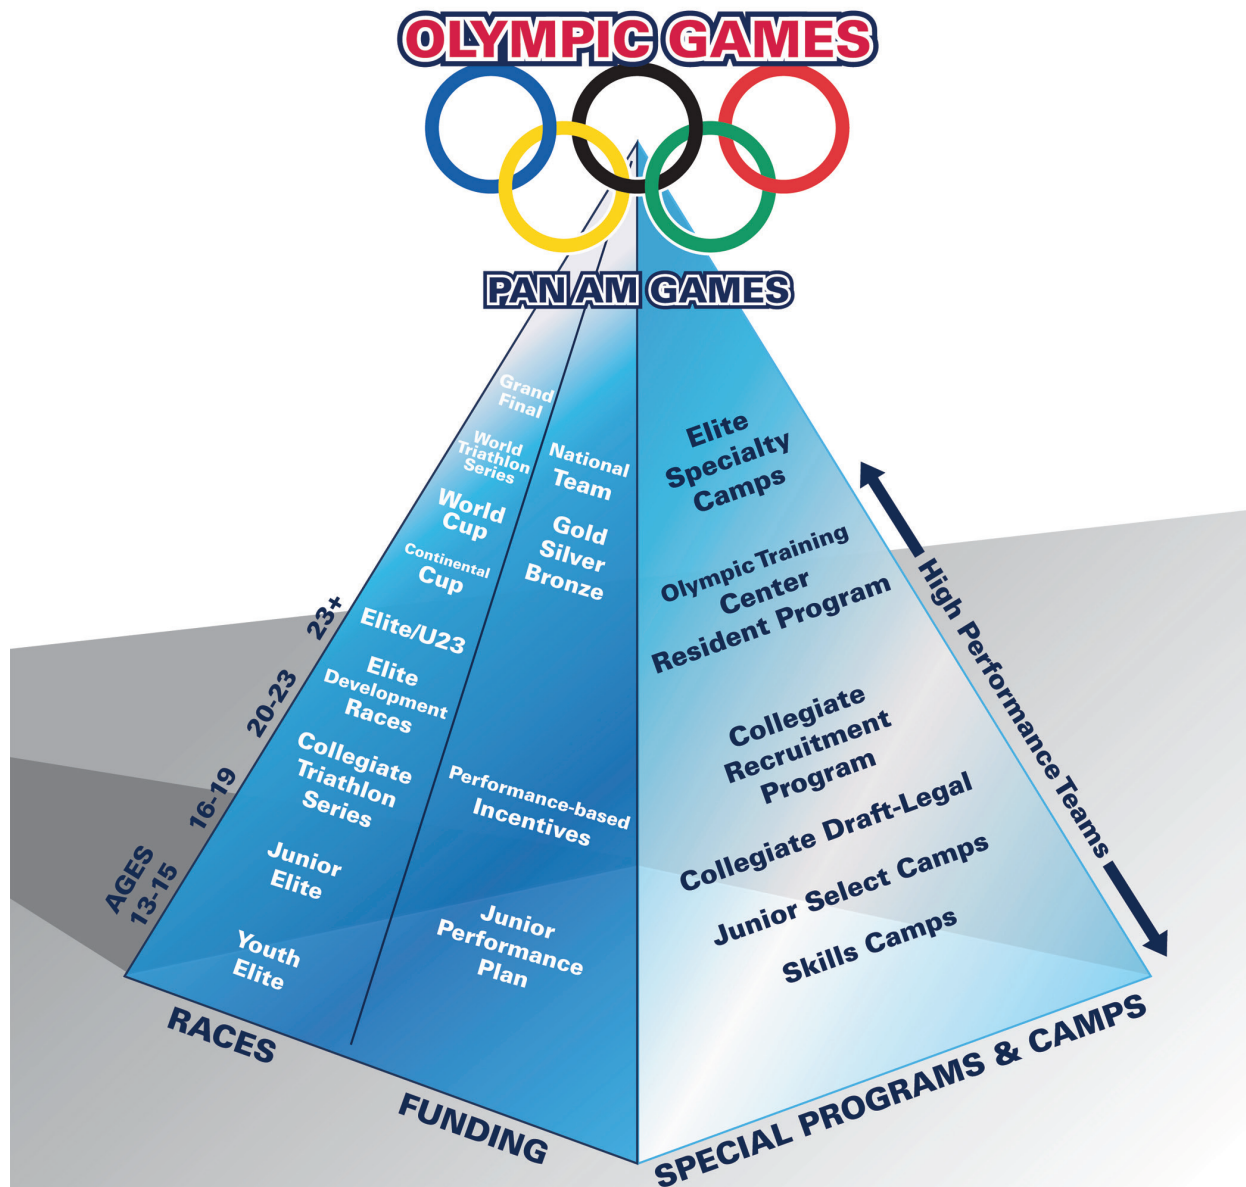 OLYMPIC GAMES
PAN AM GAMES
Grand
Final
World
Triathlon
Series
World
Cup
Continental
Cup
Elite/U23
Elite
Development
Races
Collegiate
Triathlon
Series
Junior
Elite
Youth
Elite
National
Team
Gold
Silver
Bronze
Performance-based
Incentives
Junior
Performance
Plan
Elite
Specialty
Camps
Olympic Training
Center
Resident Program
Collegiate
Recruitment
Program
Collegiate Draft-Legal
Junior Select Camps
Skills Camps
23+
20-23
16-19
AGES
13-15
High Performance Teams
RACES
FUNDING
SPECIAL PROGRAMS & CAMPS